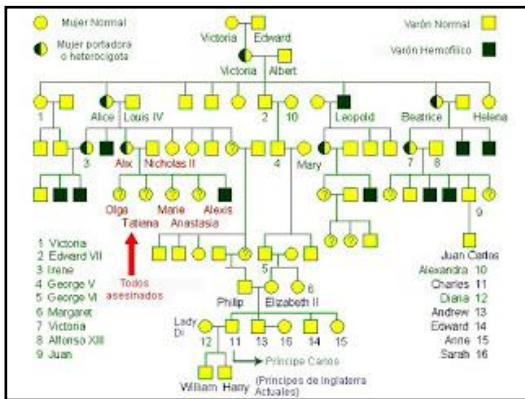 Mujer Normal
Mujer portadora
o heterocigota
Victoria Edward
Varón Normal
Varón Hemofílico
Victoria Albert
1 Alice Louis IV 2 10 Leopold Beatrice Helena
3 Alix Nicholas II ? 4 Mary 7 8
? ? ? ? ? ? ? 9
Olga Marie Alexis
Tatiena Anastasia
Todos
asesinados
? 5 6
Juan Carlos
1 Victoria
2 Edward VII
3 Irene
4 George V
5 George VI
6 Margaret
7 Victoria
8 Alfonso XIII
9 Juan
Philip Elizabeth II
Lady
Di
12 11 13 16 14 15
Príncipe Carlos
William Harry
(Príncipes de Inglaterra
Actuales)
Alexandra 10
Charles 11
Diana 12
Andrew 13
Edward 14
Anne 15
Sarah 16